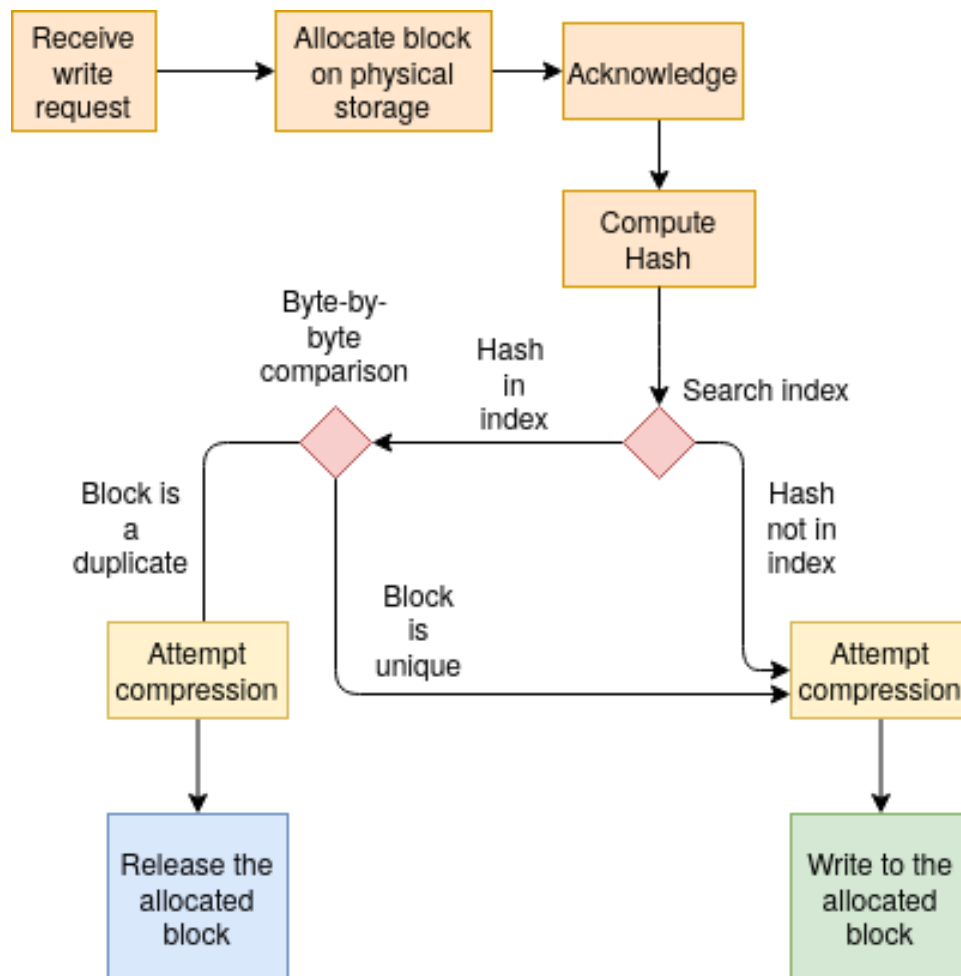 Receive
write
request
Allocate block
on physical
storage
Acknowledge
Compute
Hash
Byte-by-
byte
comparison
Hash
in
index
Search index
Block is
a
duplicate
Block
is
unique
Hash
not in
index
Attempt
compression
Attempt
compression
Release the
allocated
block
Write to the
allocated
block